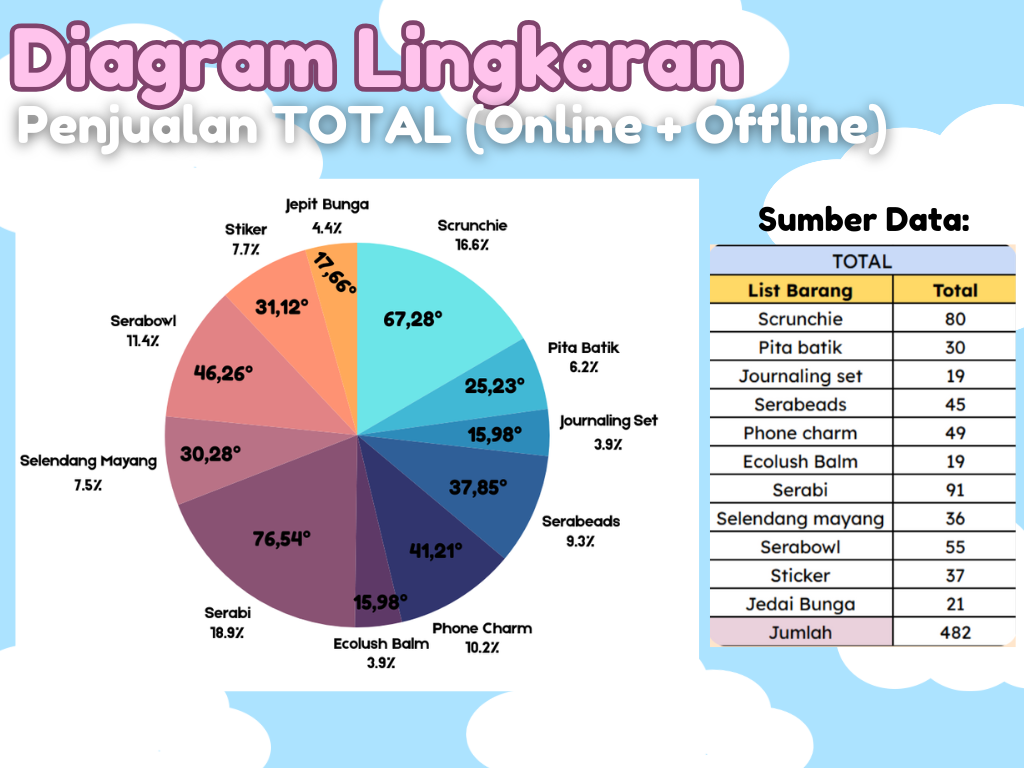 Diagram Lingkaran
Penjualan TOTAL (Online + Offline)
Jepit Bunga
4.4%
Scrunchie
16.6%
Stiker
7.7%
17,66°
31,12°
67,28°
Serabowl
11.4%
Pita Batik
6.2%
46,26°
25,23°
Journaling Set
3.9%
15,98°
Selendang Mayang
7.5%
30,28°
37,85°
Serabeads
9.3%
76,54°
41,21°
15,98°
Serabi
18.9%
Phone Charm
10.2%
Ecolush Balm
3.9%
Sumber Data:
TOTAL
List Barang Total
Scrunchie 80
Pita batik 30
Journaling set 19
Serabeads 45
Phone charm 49
Ecolush Balm 19
Serabi 91
Selendang mayang 36
Serabowl 55
Sticker 37
Jedai Bunga 21
Jumlah 482